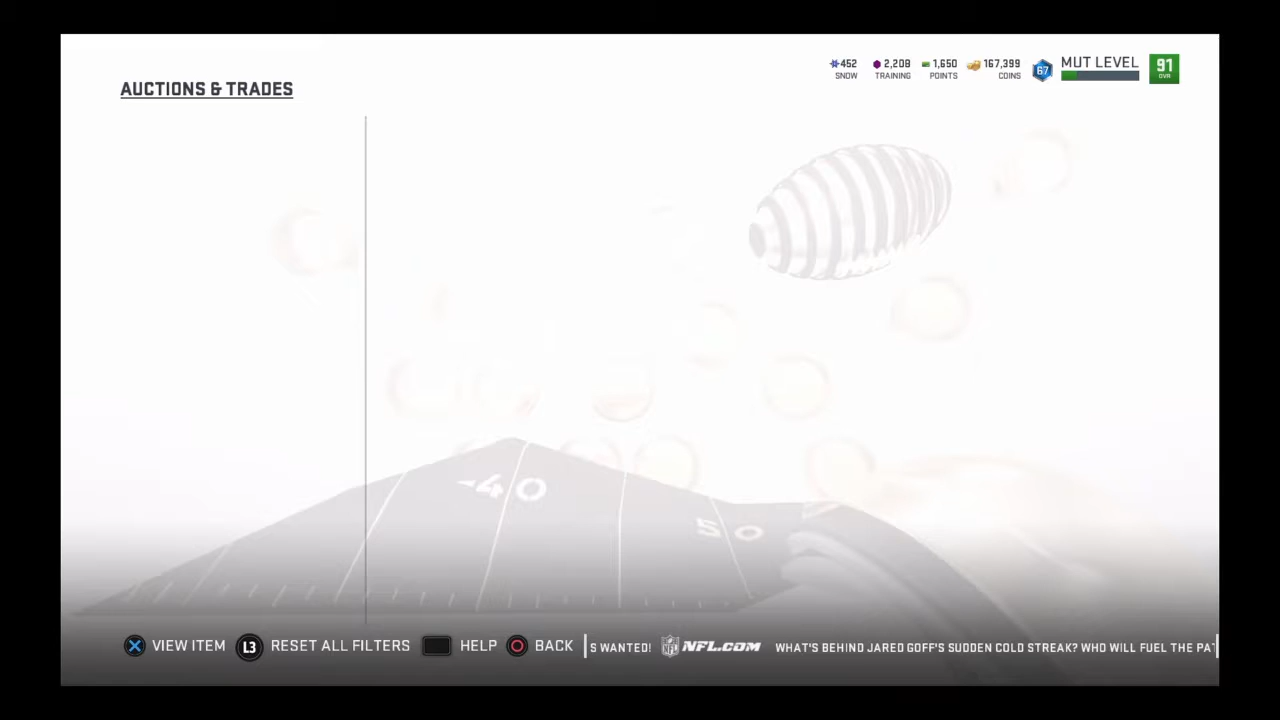 AUCTIONS & TRADES
452 SNOW
2,208 TRAINING
1,650 POINTS
167,399 COINS
67
MUT LEVEL
91 OVR
-40
50
VIEW ITEM L3 RESET ALL FILTERS HELP BACK
S WANTED! NFL NFL.COM WHAT'S BEHIND JARED GOFF'S SUDDEN COLD STREAK? WHO WILL FUEL THE PAT